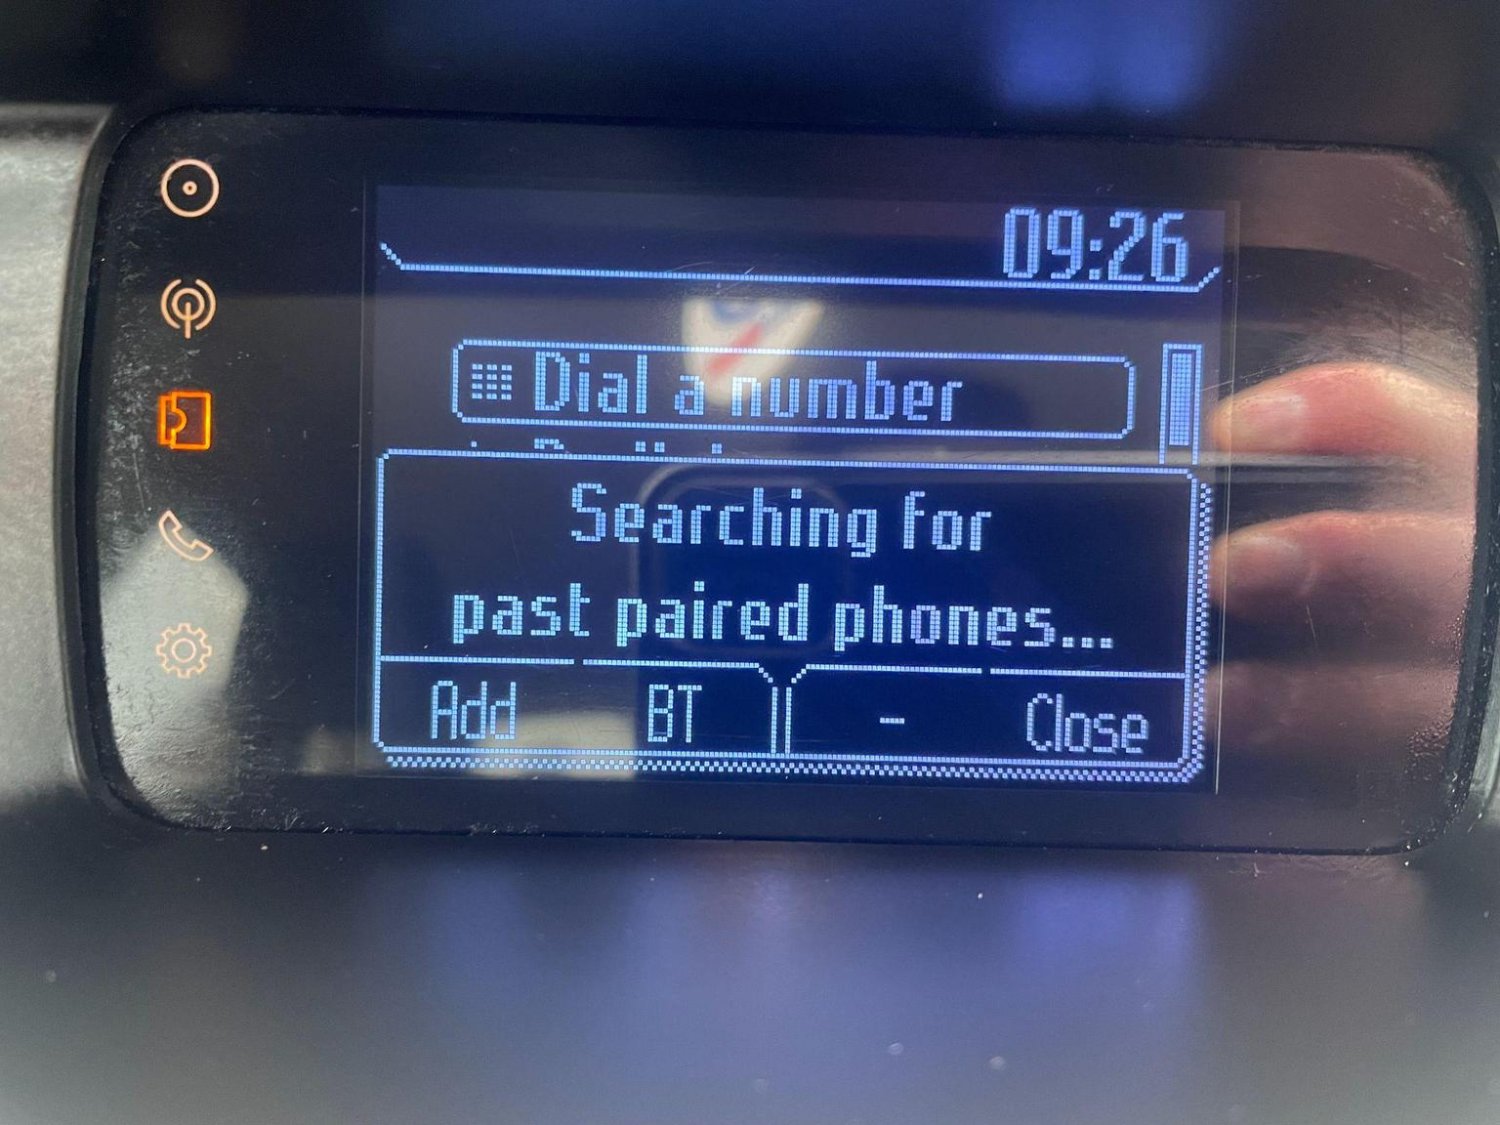 09:26
Dial a number
Searching for
past paired phones...
Add BT - Close